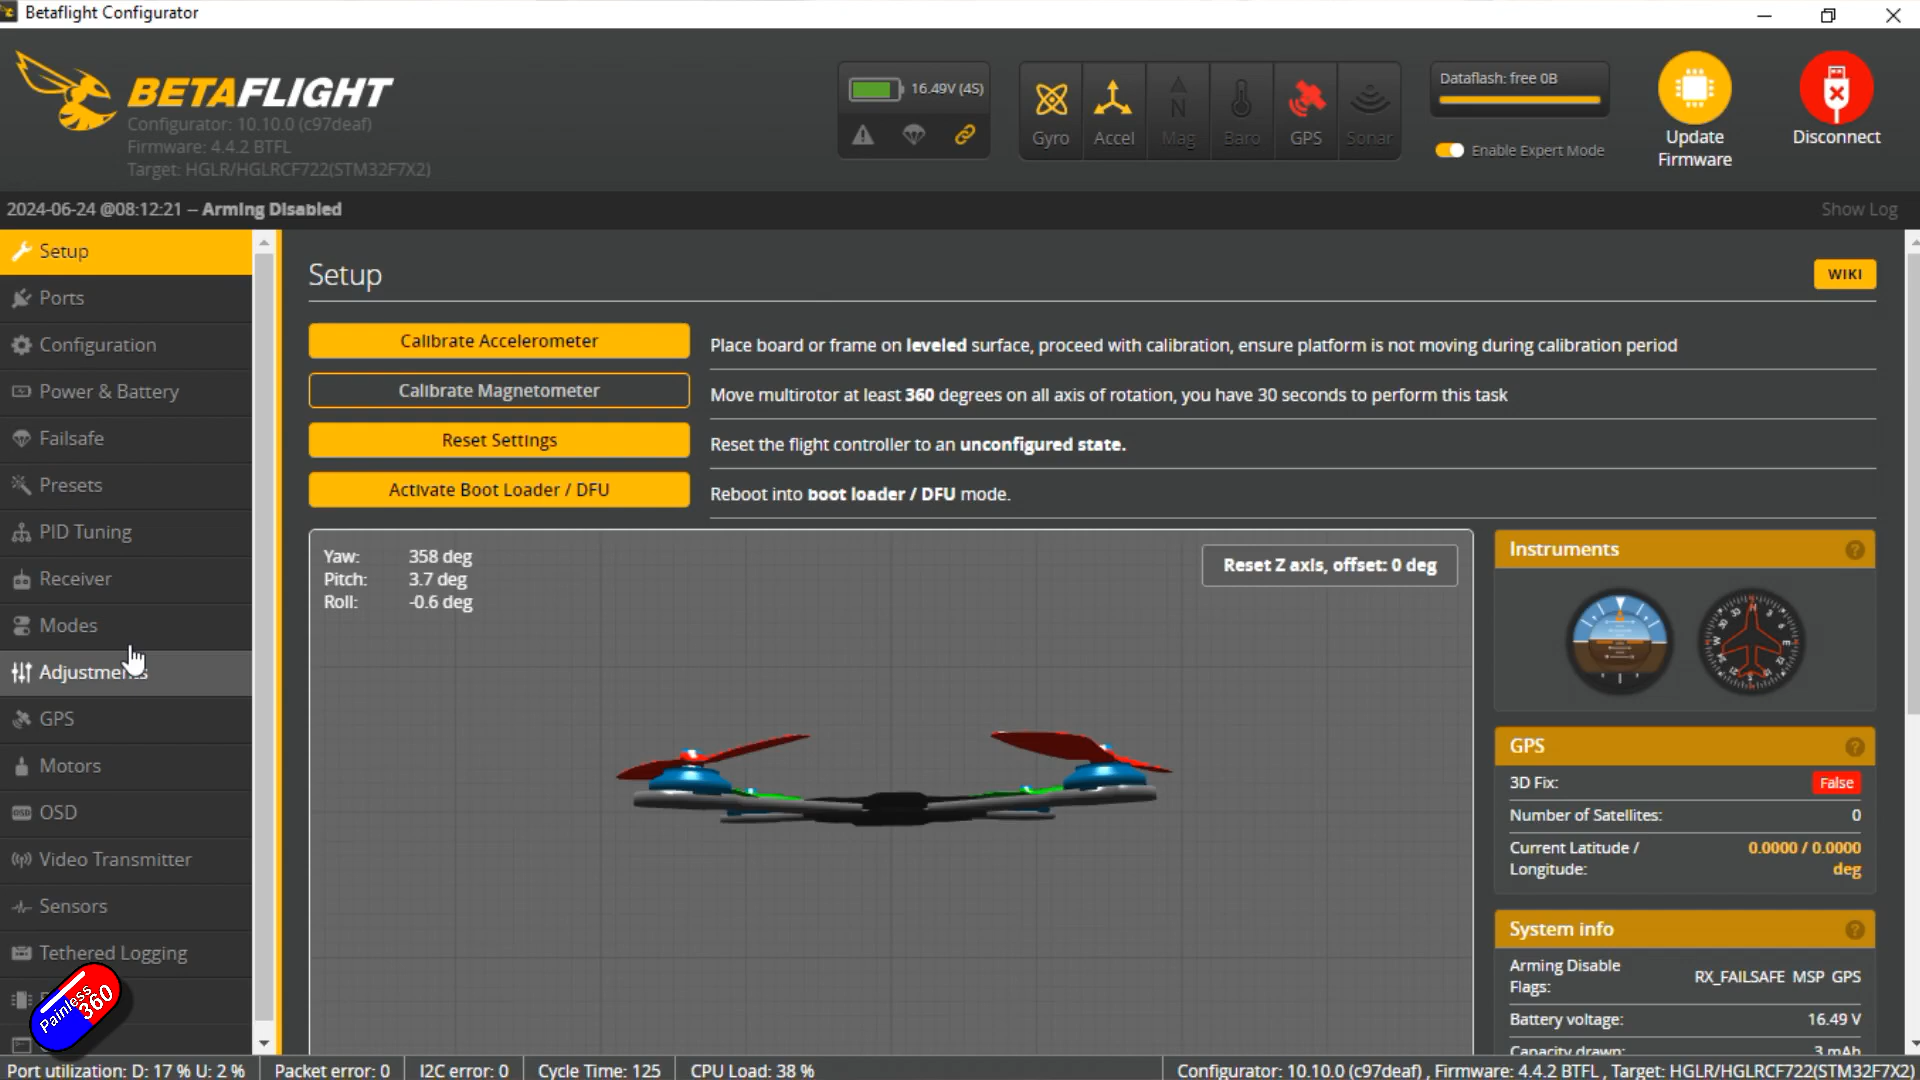 Betaflight Configurator
BETAFLIGHT
Configurator: 10.10.0 (c97deaf)
Firmware: 4.4.2 BTFL
Target: HGLR/HGLRCF722(STM32F7X2)
16.49V (4S)
Gyro
Accel
Mag
Baro
GPS
Sonar
Dataflash: free 0B
Enable Expert Mode
Update
Firmware
Disconnect
2024-06-24 @08:12:21 -- Arming Disabled
Show Log
Setup
Ports
Configuration
Power & Battery
Failsafe
Presets
PID Tuning
Receiver
Modes
Adjustments
GPS
Motors
OSD
Video Transmitter
Sensors
Tethered Logging
Painless
360
Setup
WIKI
Calibrate Accelerometer
Place board or frame on leveled surface, proceed with calibration, ensure platform is not moving during calibration period
Calibrate Magnetometer
Move multirotor at least 360 degrees on all axis of rotation, you have 30 seconds to perform this task
Reset Settings
Reset the flight controller to an unconfigured state.
Activate Boot Loader / DFU
Reboot into boot loader / DFU mode.
Yaw: 358 deg
Pitch: 3.7 deg
Roll: -0.6 deg
Reset Z axis, offset: 0 deg
Instruments
GPS
3D Fix: False
Number of Satellites: 0
Current Latitude / 0.0000 / 0.0000
Longitude: deg
System info
Arming Disable
Flags: RX_FAILSAFE MSP GPS
Battery voltage: 16.49 V
Capacity drawn: 3 mAh
Port utilization: D: 17 % U: 2 %
Packet error: 0
I2C error: 0
Cycle Time: 125
CPU Load: 38 %
Configurator: 10.10.0 (c97deaf) , Firmware: 4.4.2 BTFL , Target: HGLR/HGLRCF722(STM32F7X2)